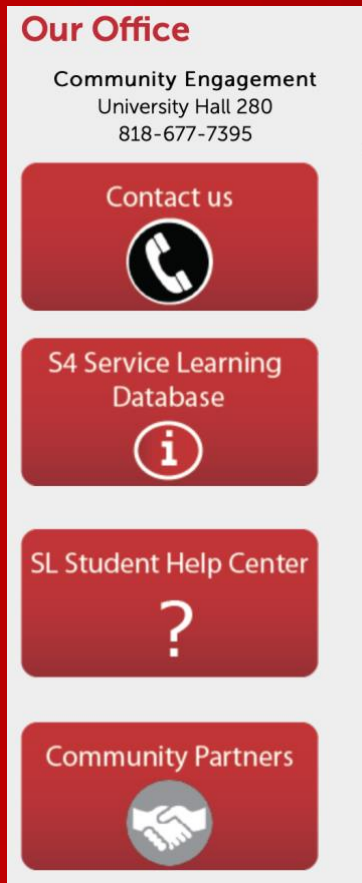 Our Office
Community Engagement
University Hall 280
818-677-7395
Contact us
S4 Service Learning
Database
i
SL Student Help Center
?
Community Partners